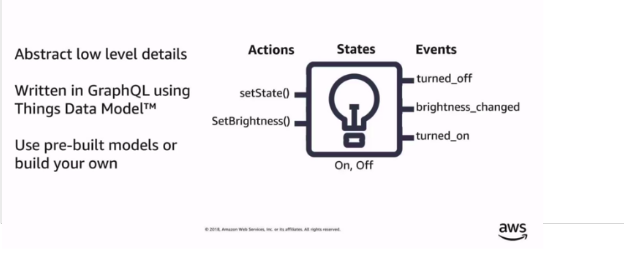 Abstract low level details
Written in GraphQL using
Things Data Model™
Use pre-built models or
build your own
Actions
States
Events
setState()
SetBrightness()
turned_off
brightness_changed
turned_on
On, Off
© 2018, Amazon Web Services, Inc. or its affiliates. All rights reserved.
aws